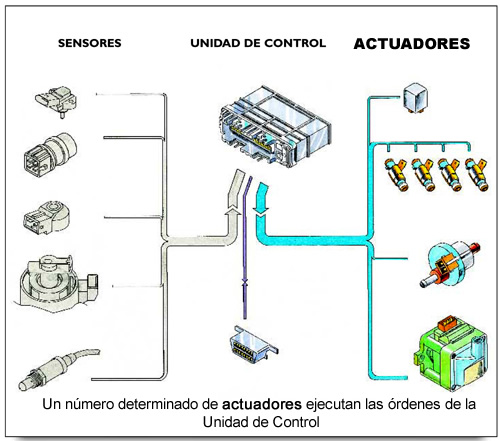 SENSORES
UNIDAD DE CONTROL
ACTUADORES
Un número determinado de actuadores ejecutan las órdenes de la
Unidad de Control